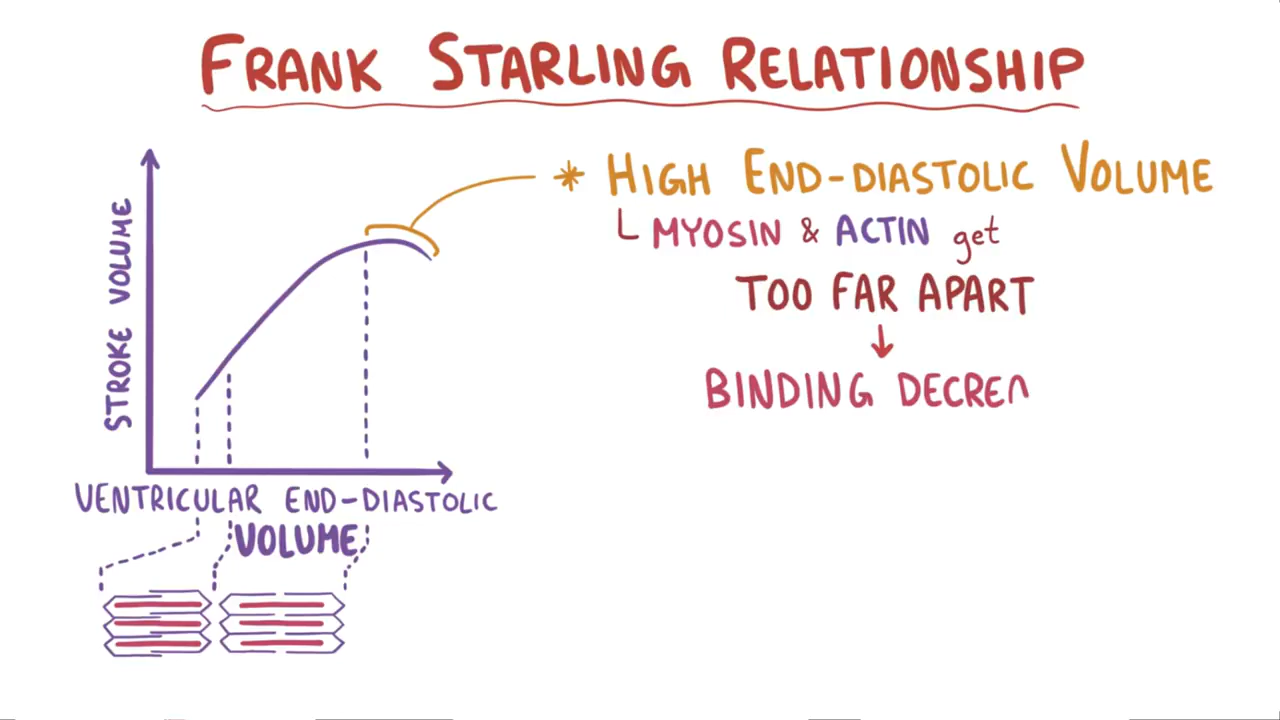 FRANK STARLING RELATIONSHIP
STROKE VOLUME
VENTRICULAR END-DIASTOLIC
VOLUME
* HIGH END-DIASTOLIC VOLUME
MYOSIN & ACTIN get
TOO FAR APART
↓
BINDING